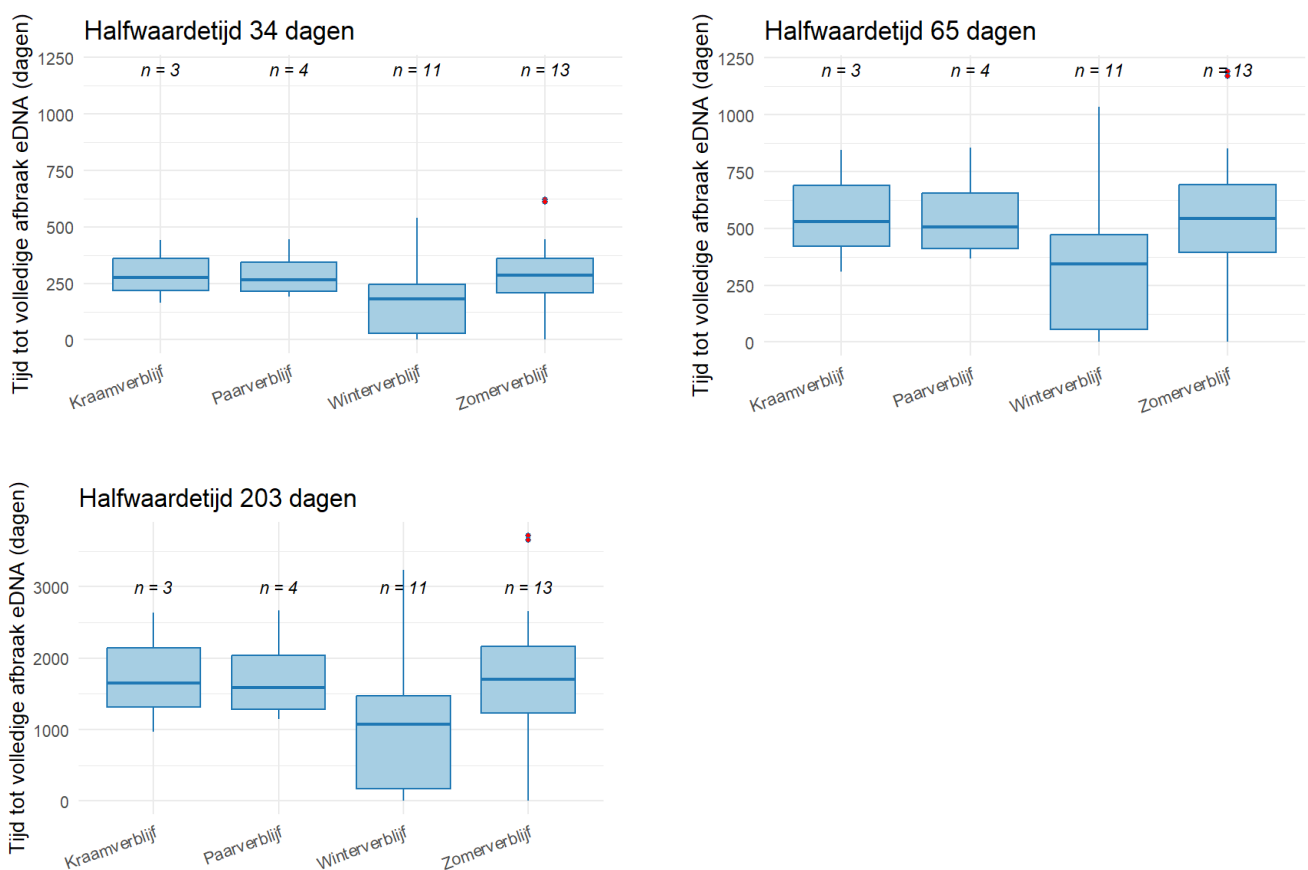 Halfwaardetijd 34 dagen
Tijd tot volledige afbraak eDNA (dagen)
1250
1000
750
500
250
0
n = 3
n = 4
n = 11
n = 13
Kraamverblijf
Paarverblijf
Winterverblijf
Zomerverblijf
Halfwaardetijd 65 dagen
Tijd tot volledige afbraak eDNA (dagen)
1250
1000
750
500
250
0
n = 3
n = 4
n = 11
n = 13
Kraamverblijf
Paarverblijf
Winterverblijf
Zomerverblijf
Halfwaardetijd 203 dagen
Tijd tot volledige afbraak eDNA (dagen)
3000
2000
1000
0
n = 3
n = 4
n = 11
n = 13
Kraamverblijf
Paarverblijf
Winterverblijf
Zomerverblijf